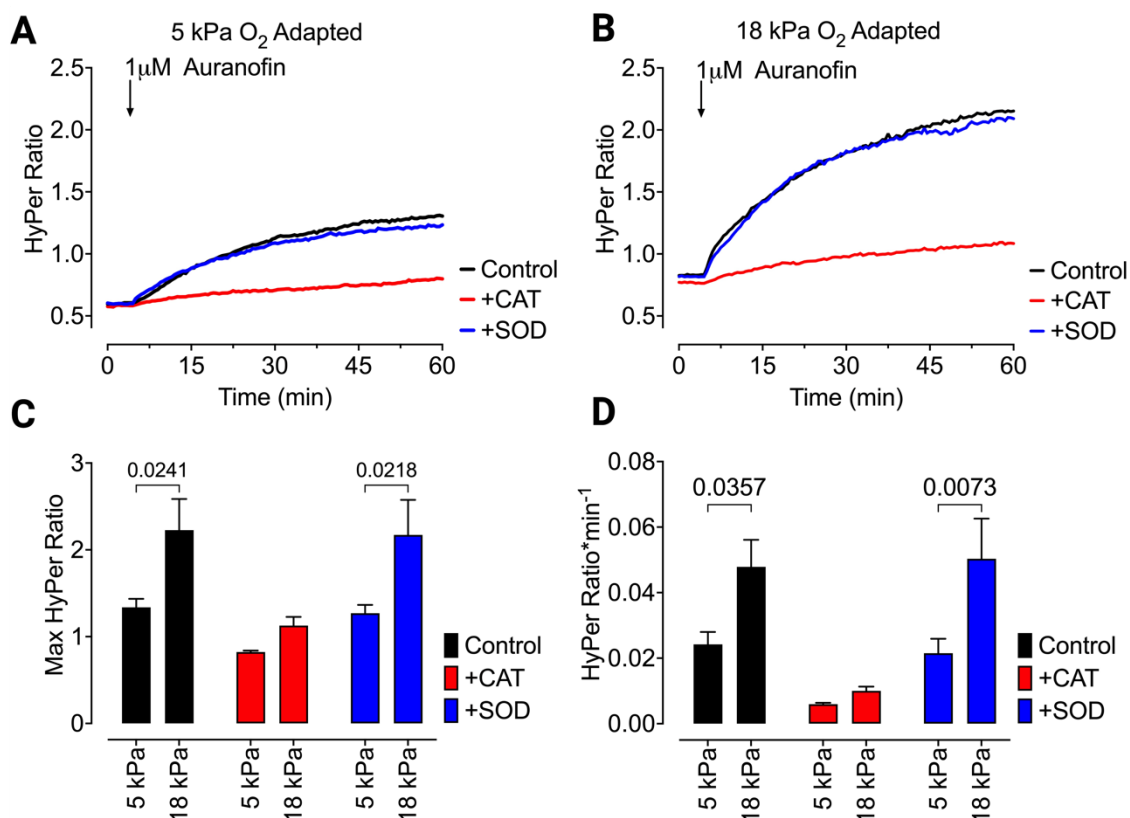 A
5 kPa O₂ Adapted
1μM Auranofin
2.5
2.0
1.5
1.0
0.5
HyPer Ratio
0
15
30
45
60
Time (min)
Control
+CAT
+SOD
B
18 kPa O₂ Adapted
1μM Auranofin
2.5
2.0
1.5
1.0
0.5
HyPer Ratio
0
15
30
45
60
Time (min)
Control
+CAT
+SOD
C
3
2
1
0
Max HyPer Ratio
0.0241
0.0218
5 kPa
18 kPa
5 kPa
18 kPa
5 kPa
18 kPa
Control
+CAT
+SOD
D
0.08
0.06
0.04
0.02
0.00
HyPer Ratio*min⁻¹
0.0357
0.0073
5 kPa
18 kPa
5 kPa
18 kPa
5 kPa
18 kPa
Control
+CAT
+SOD